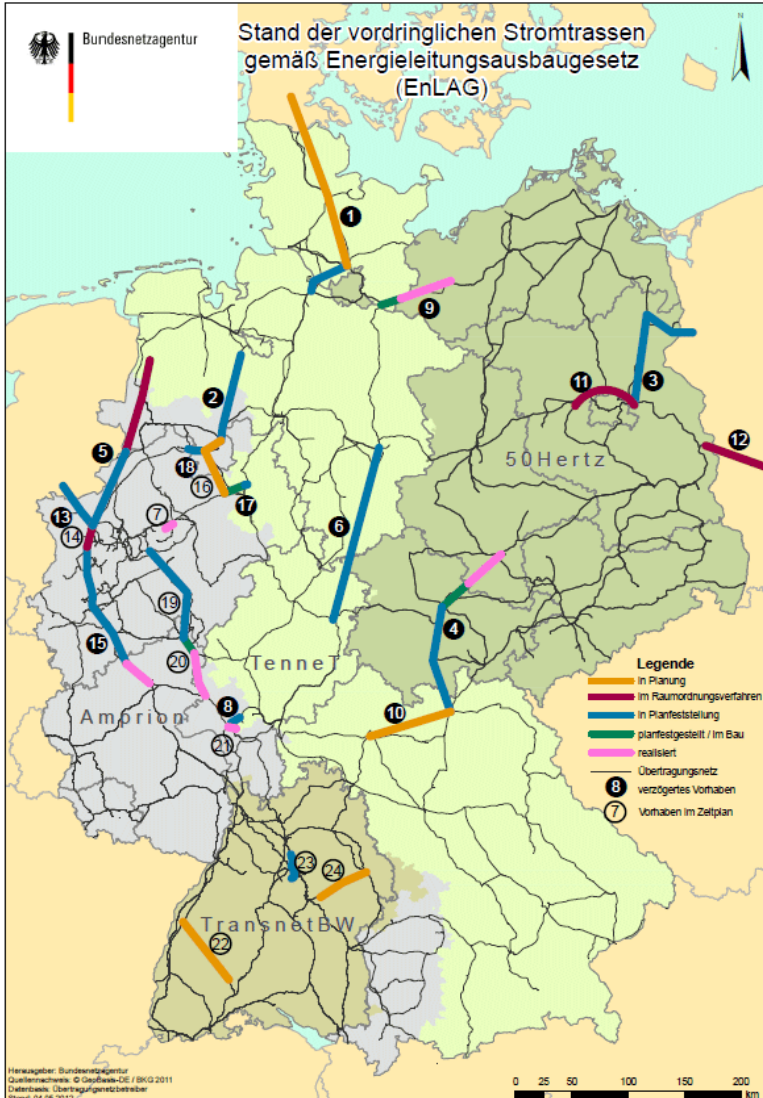 Bundesnetzagentur
Stand der vordringlichen Stromtrassen
gemäß Energieleitungsausbaugesetz
(EnLAG)
N
1
9
2
11
3
5
12
18
50Hertz
16
17
7
13
6
14
19
4
15
20
TenneT
8
Amprion
10
21
Legende
In Planung
Im Raumordnungsverfahren
In Planfeststellung
planfestgestellt / Im Bau
realisiert
Übertragungsnetz
8 verzögertes Vorhaben
7 Vorhaben im Zeitplan
23
24
TransnetBW
22
Herausgeber: Bundesnetzagentur
Quellennachweis: © GeoBasis-DE / BKG 2011
Datenbasis: Übertragungsnetzbetreiber
0 25 50 100 150 200
km